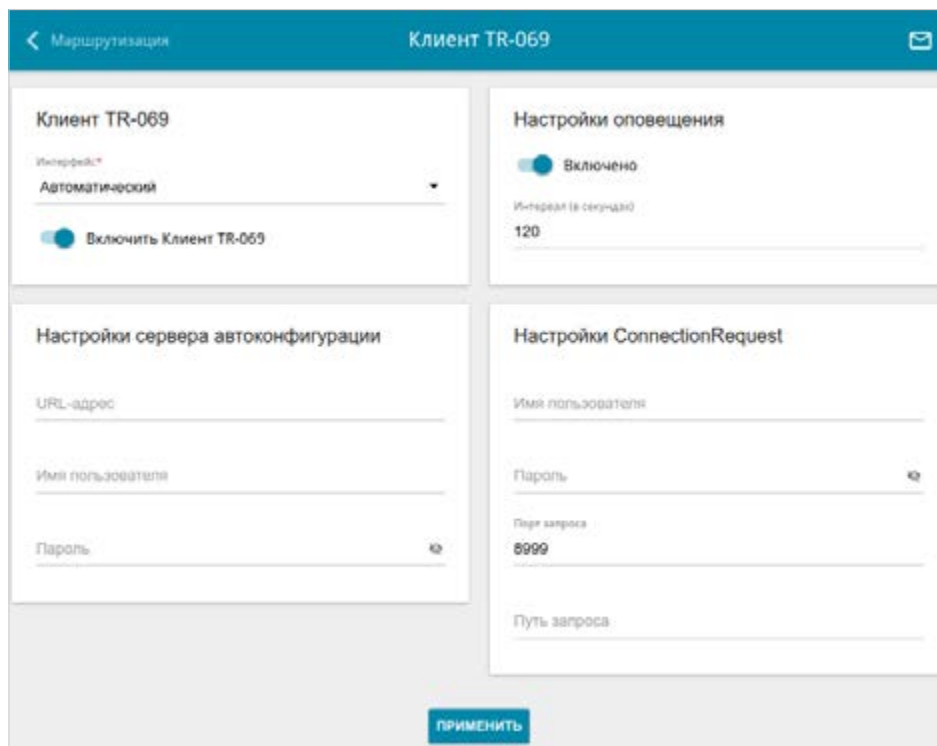 Маршрутизация
Клиент TR-069
Клиент TR-069
Интерфейс*
Автоматический
Включить Клиент TR-069
Настройки оповещения
Включено
Интервал (в секундах)
120
Настройки сервера автоконфигурации
URL-адрес
Имя пользователя
Пароль
Настройки ConnectionRequest
Имя пользователя
Пароль
Порт запроса
8999
Путь запроса
ПРИМЕНИТЬ